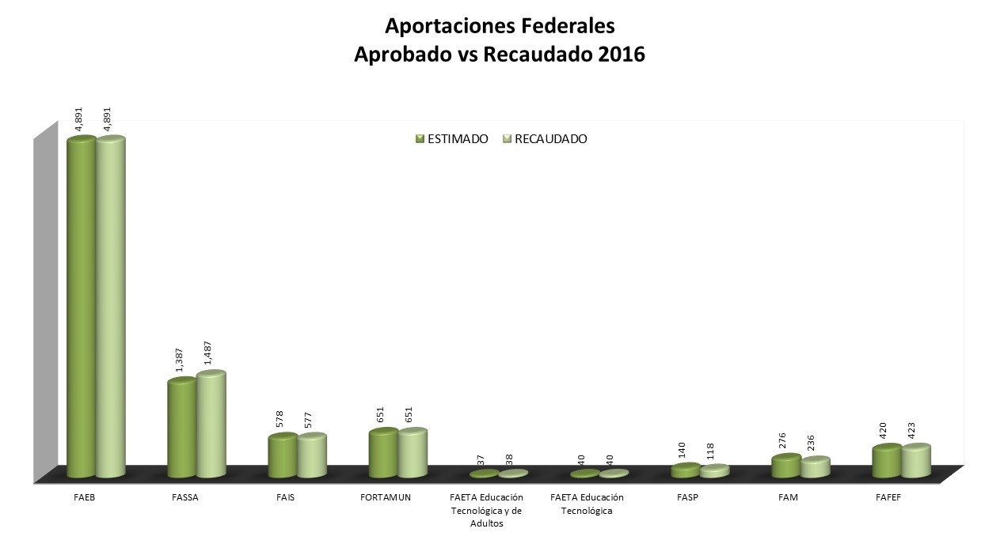 Aportaciones Federales
Aprobado vs Recaudado 2016
ESTIMADO RECAUDADO
4,891 4,891
1,387 1,487
578 577
651 651
37 38
40 40
140 118
276 236
420 423
FAEB
FASSA
FAIS
FORTAMUN
FAETA Educación
Tecnológica y de
Adultos
FAETA Educación
Tecnológica
FASP
FAM
FAFEF